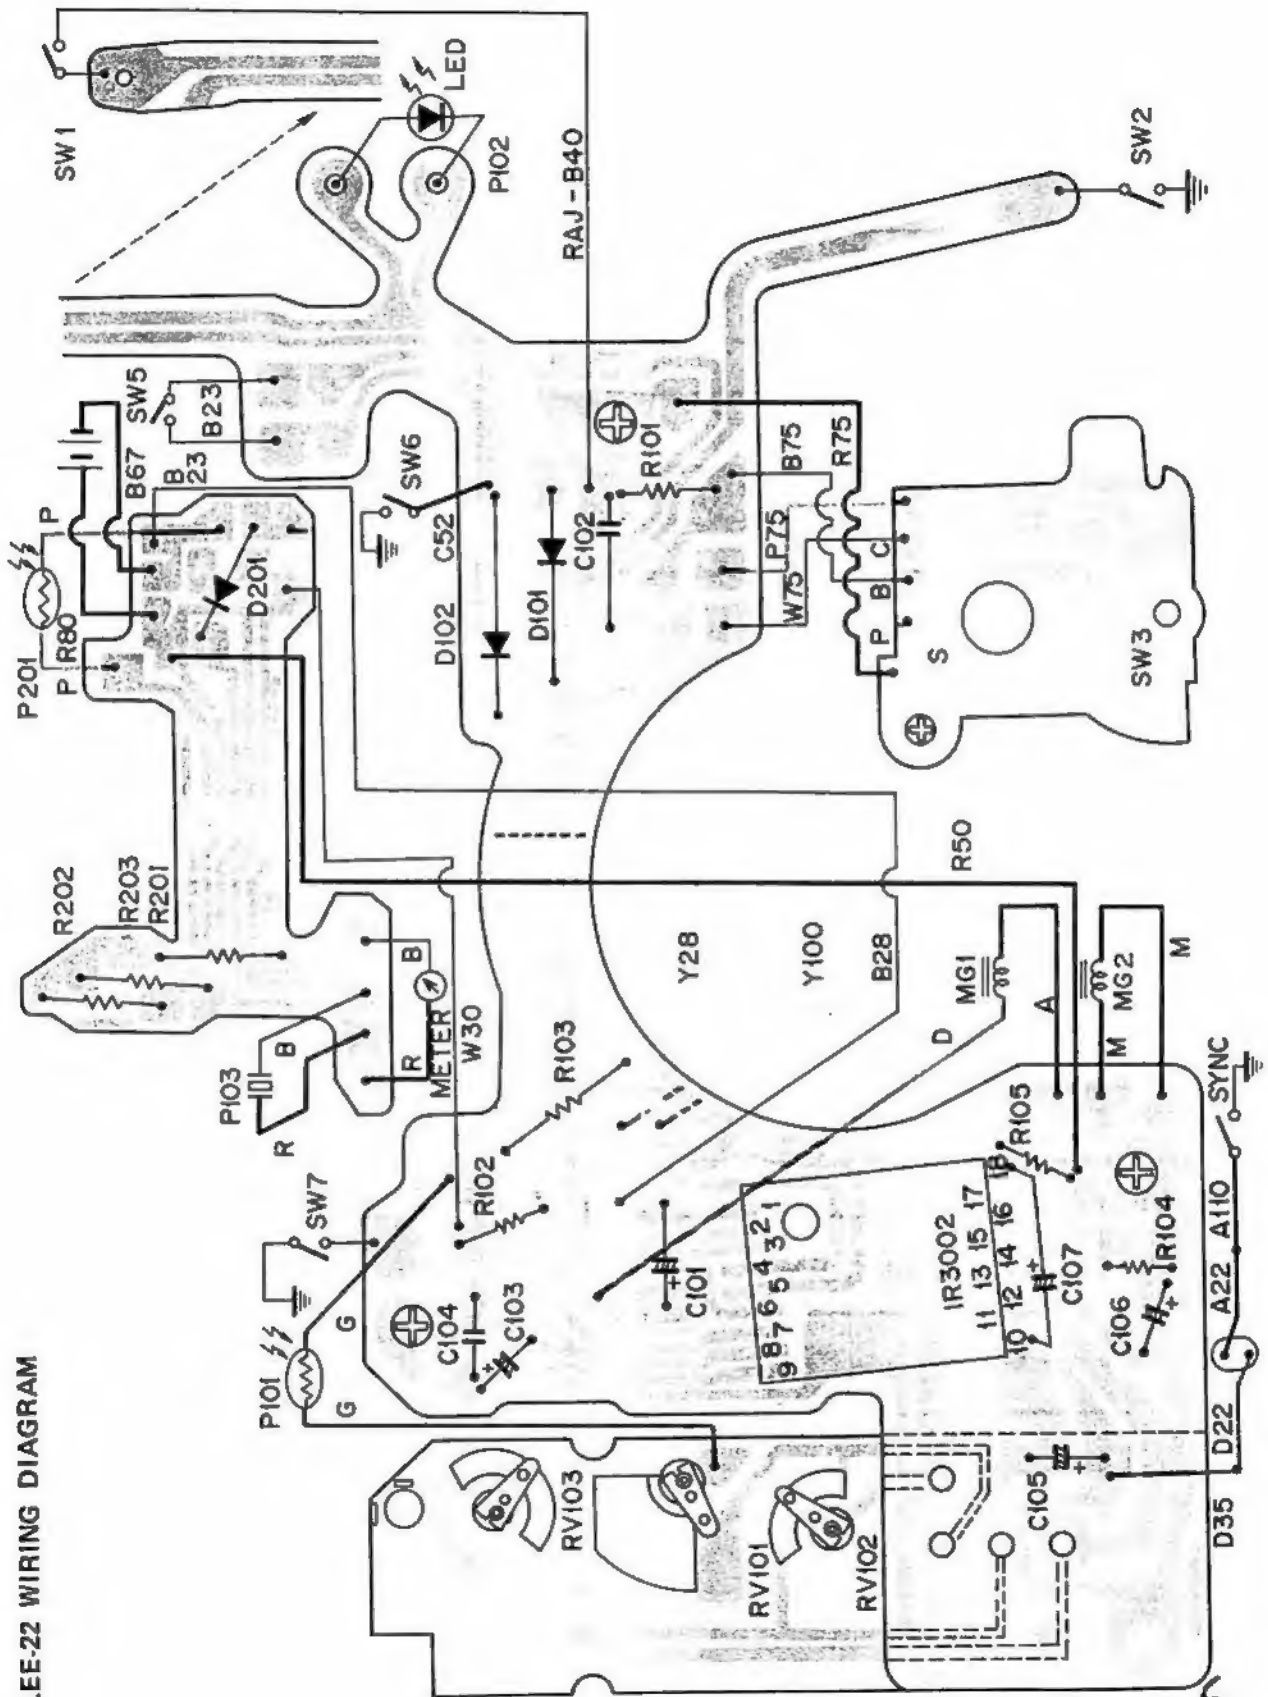 .EE-22 WIRING DIAGRAM
SW1
LED
P102
RAJ-B40
SW2
SW5
B23
B67
B
23
P
P201
R80
P
D201
SW6
C52
D102
D101
C102
R101
B75
R75
P75
W75
C
B
P
S
SW3
R202
R203
R201
P103
B
R
B
R
METER
W30
R103
R102
Y28
Y100
B28
R50
MG1
A
D
MG2
M
M
SW7
P101
G
G
C104
C103
C101
1
2
3
4
5
6
7
8
9
IR3002
10
11
12
13
14
15
16
17
18
C107
R105
R104
C106
SYNC
A110
A22
D22
D35
C105
RV103
RV101
RV102